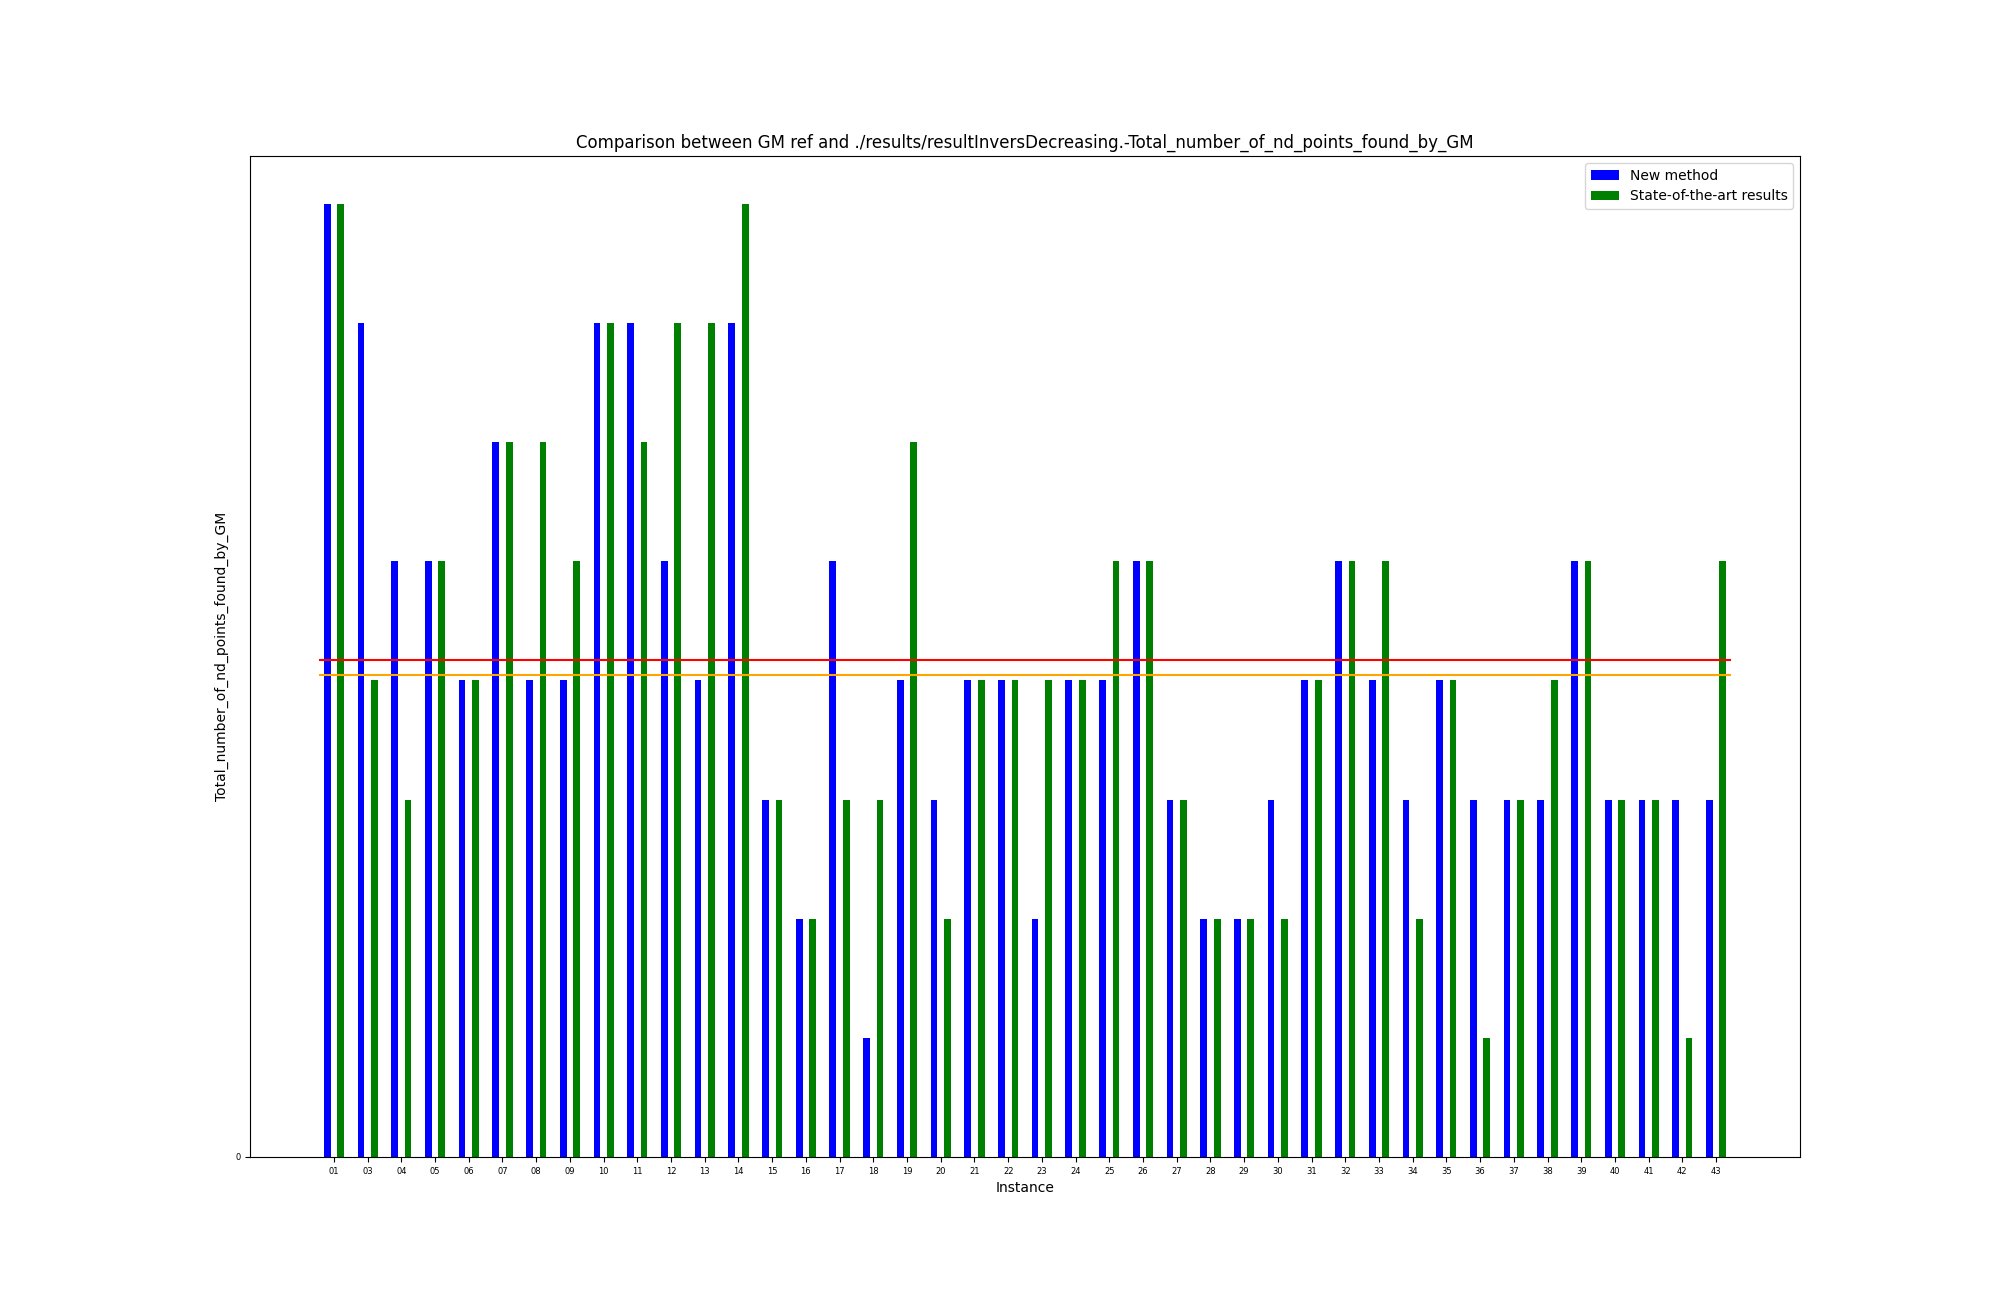 Comparison between GM ref and ./results/resultInversDecreasing.-Total_number_of_nd_points_found_by_GM
New method
State-of-the-art results
Total_number_of_nd_points_found_by_GM
0
01 03 04 05 06 07 08 09 10 11 12 13 14 15 16 17 18 19 20 21 22 23 24 25 26 27 28 29 30 31 32 33 34 35 36 37 38 39 40 41 42 43
Instance